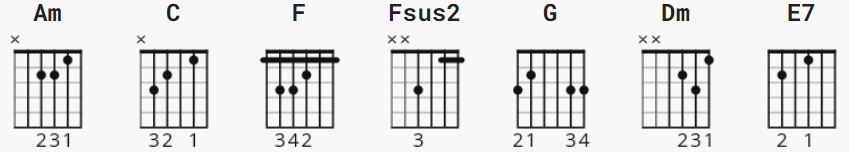 Am C F Fsus2 G Dm E7
× × ×× ××
231 32 1 342 3 21 34 231 2 1